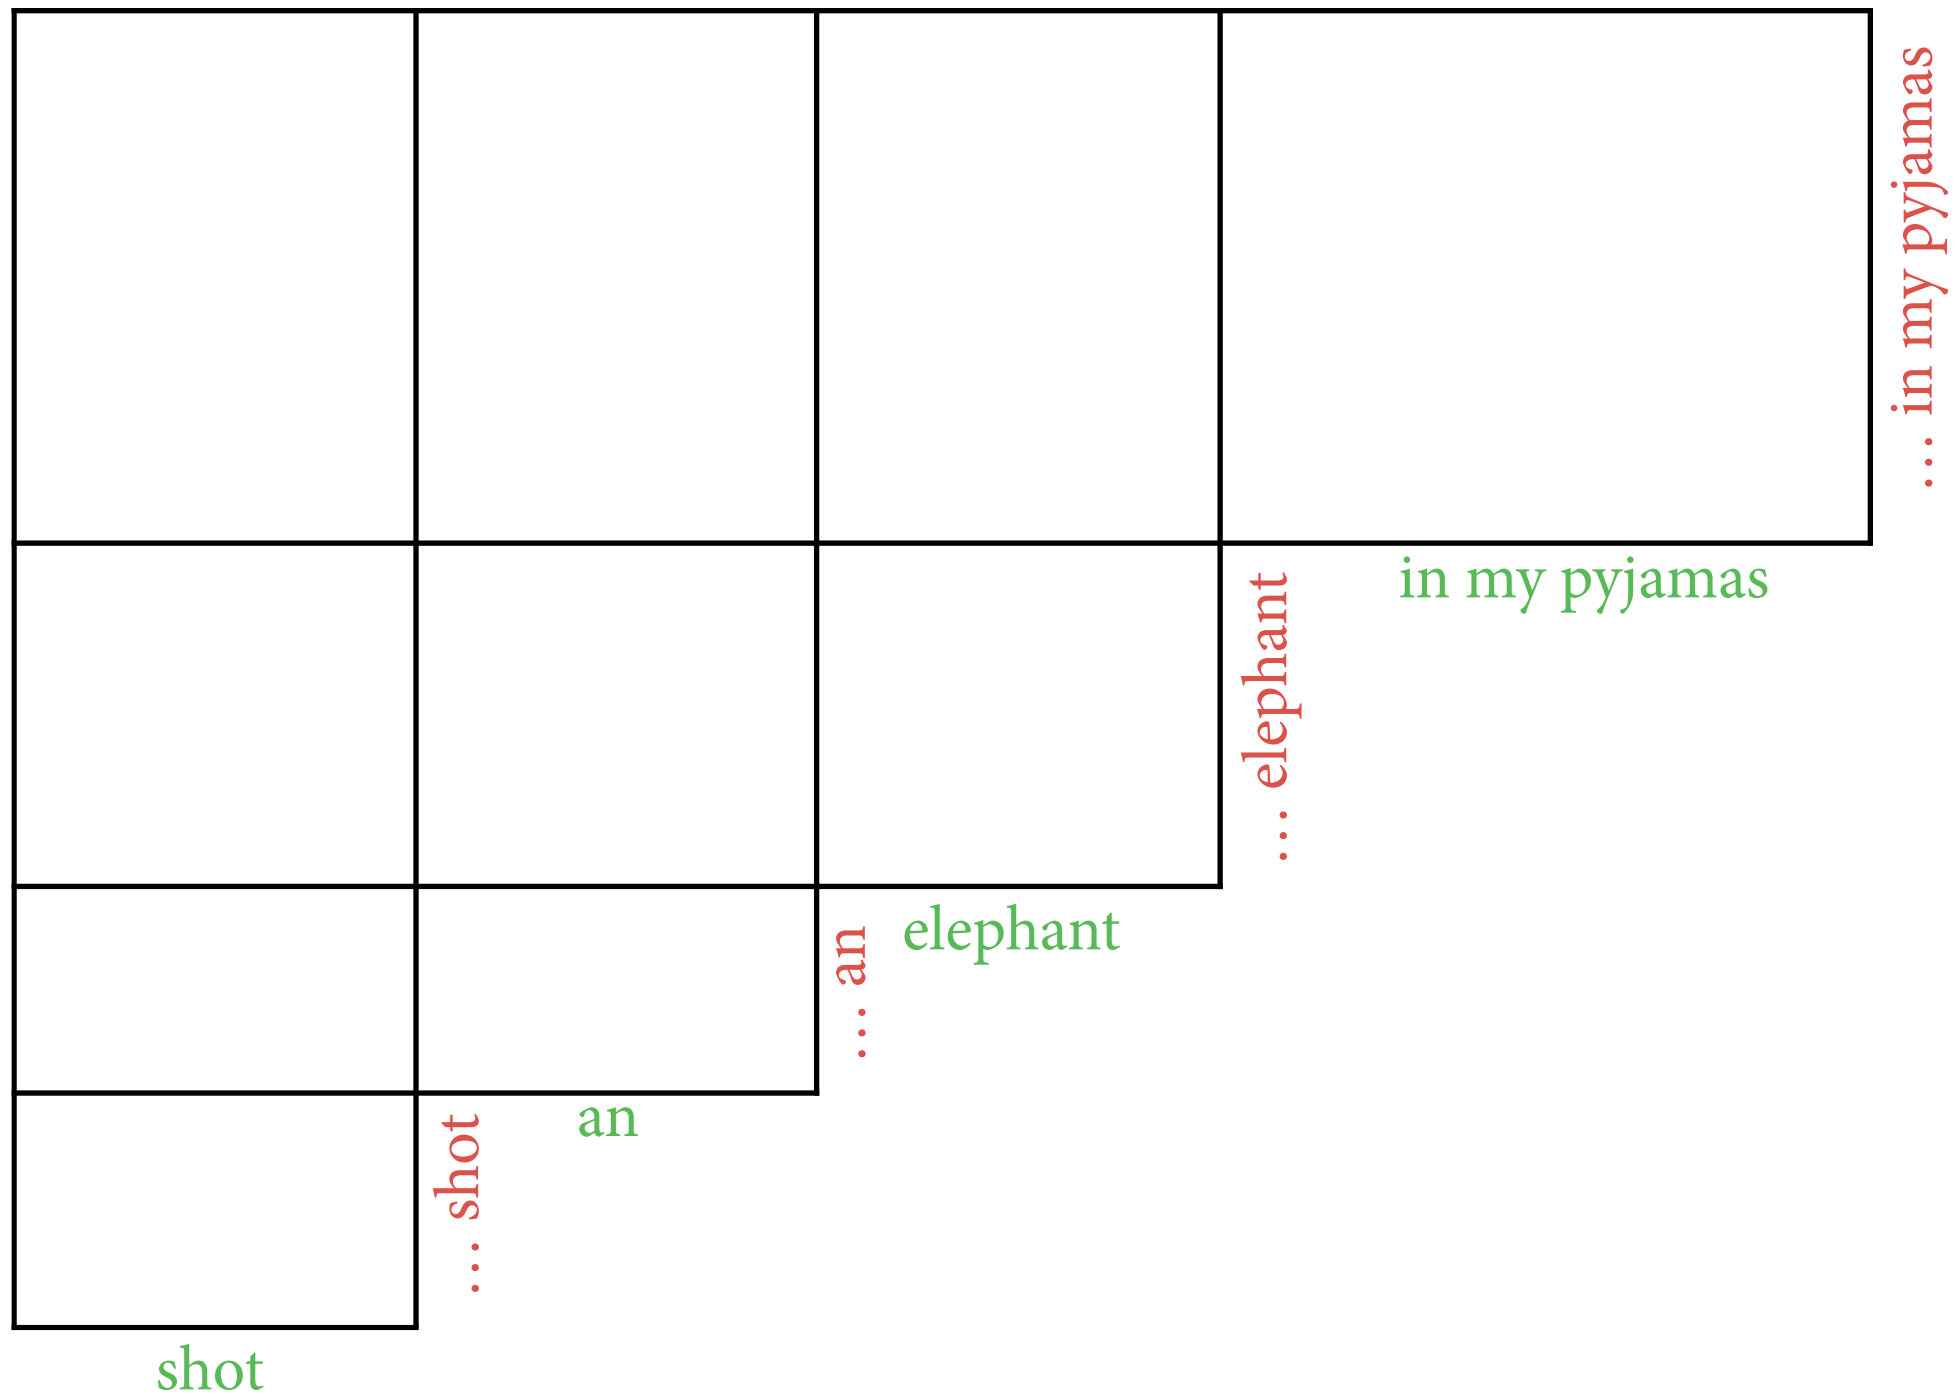 ... in my pyjamas
in my pyjamas
... elephant
elephant
... an
an
... shot
shot